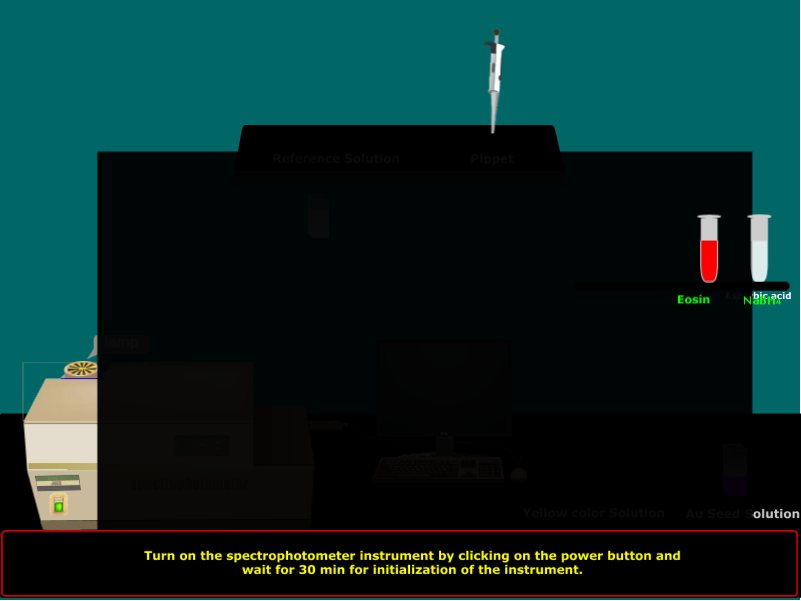 Reference Solution
Pippet
bic acid
Eosin
lamp
Yellow color Solution
Au Seed Solution
Turn on the spectrophotometer instrument by clicking on the power button and
wait for 30 min for initialization of the instrument.